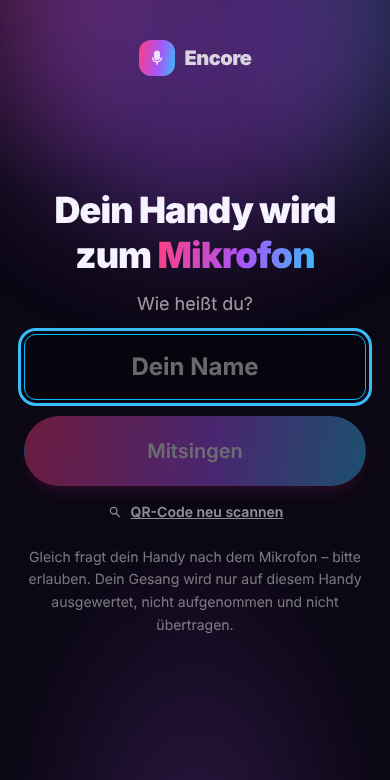 Encore
Dein Handy wird
zum Mikrofon
Wie heißt du?
Dein Name
Mitsingen
QR-Code neu scannen
Gleich fragt dein Handy nach dem Mikrofon – bitte
erlauben. Dein Gesang wird nur auf diesem Handy
ausgewertet, nicht aufgenommen und nicht
übertragen.